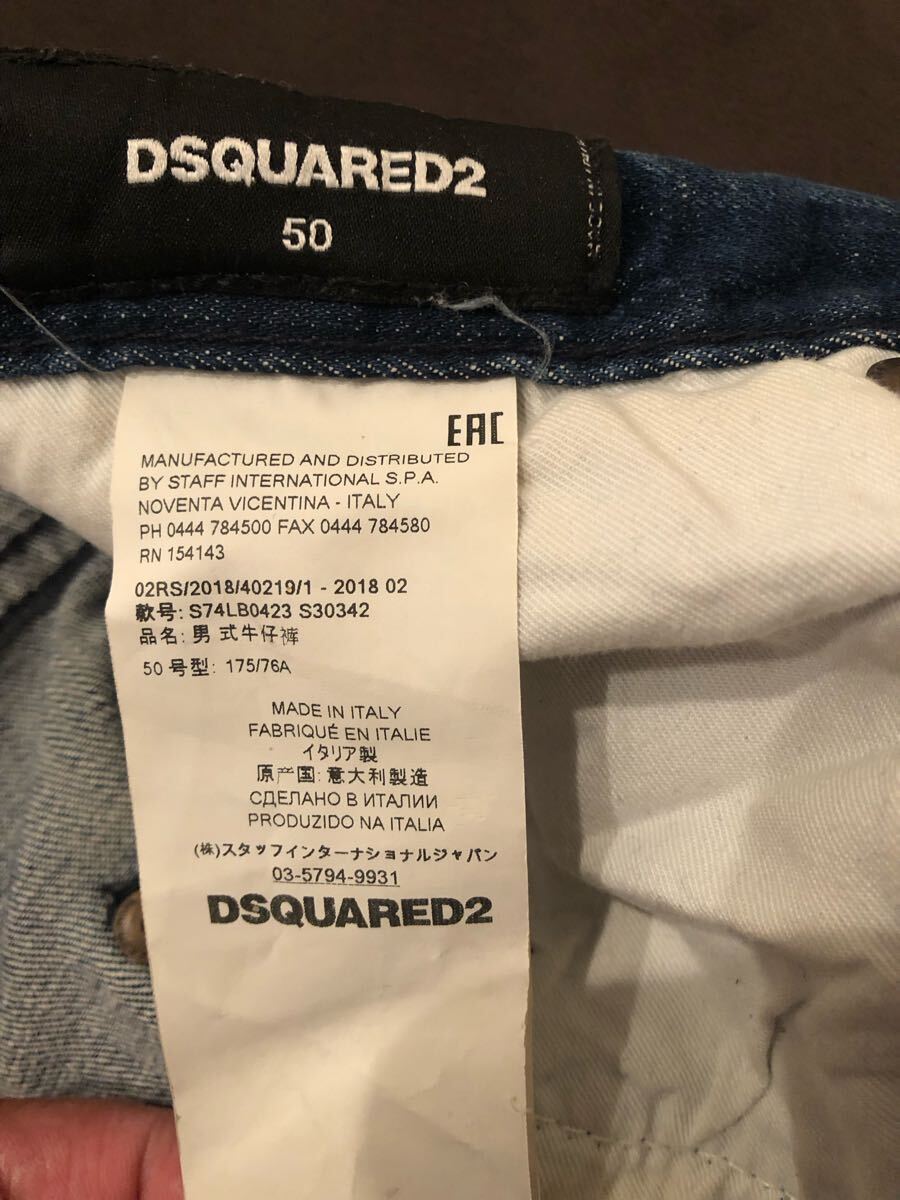 DSQUARED2
50
EAC
MANUFACTURED AND DISTRIBUTED
BY STAFF INTERNATIONAL S.P.A.
NOVENTA VICENTINA - ITALY
PH 0444 784500 FAX 0444 784580
RN 154143
02RS/2018/40219/1 - 2018 02
款号: S74LB0423 S30342
品名: 男式牛仔裤
50 号型: 175/76A
MADE IN ITALY
FABRIQUÉ EN ITALIE
イタリア製
原产国: 意大利製造
СДЕЛАНО В ИТАЛИИ
PRODUZIDO NA ITALIA
(株)スタッフインターナショナルジャパン
03-5794-9931
DSQUARED2